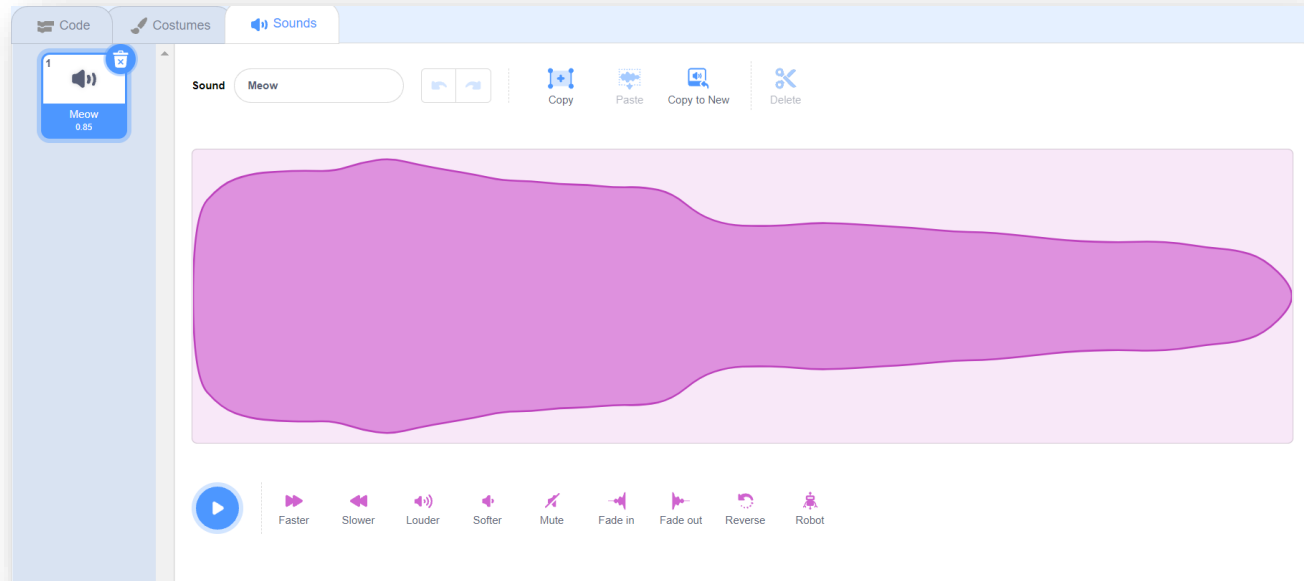 Code
Costumes
Sounds
1
Meow
0.85
Sound
Meow
Copy
Paste
Copy to New
Delete
Faster
Slower
Louder
Softer
Mute
Fade in
Fade out
Reverse
Robot